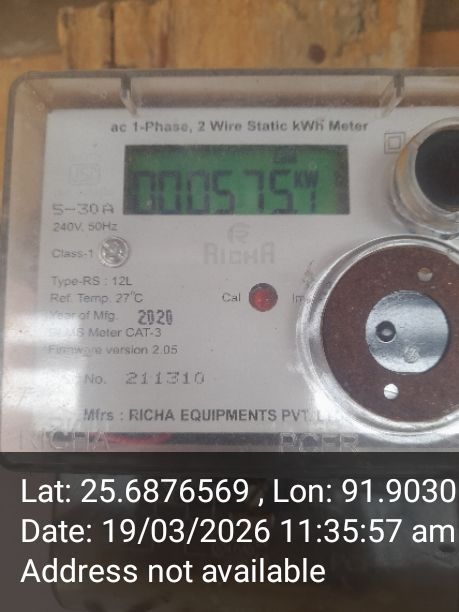 ac 1-Phase, 2 Wire Static kWh Meter
5-30A
240V, 50Hz
Class-1
RICHA
Type-RS : 12L
Ref. Temp. 27°C
Cal
Year of Mfg. 2020
Meter CAT-3
Firmware version 2.05
No. 211310
Mfrs : RICHA EQUIPMENTS PVT.
Lat: 25.6876569 , Lon: 91.9030
Date: 19/03/2026 11:35:57 am
Address not available